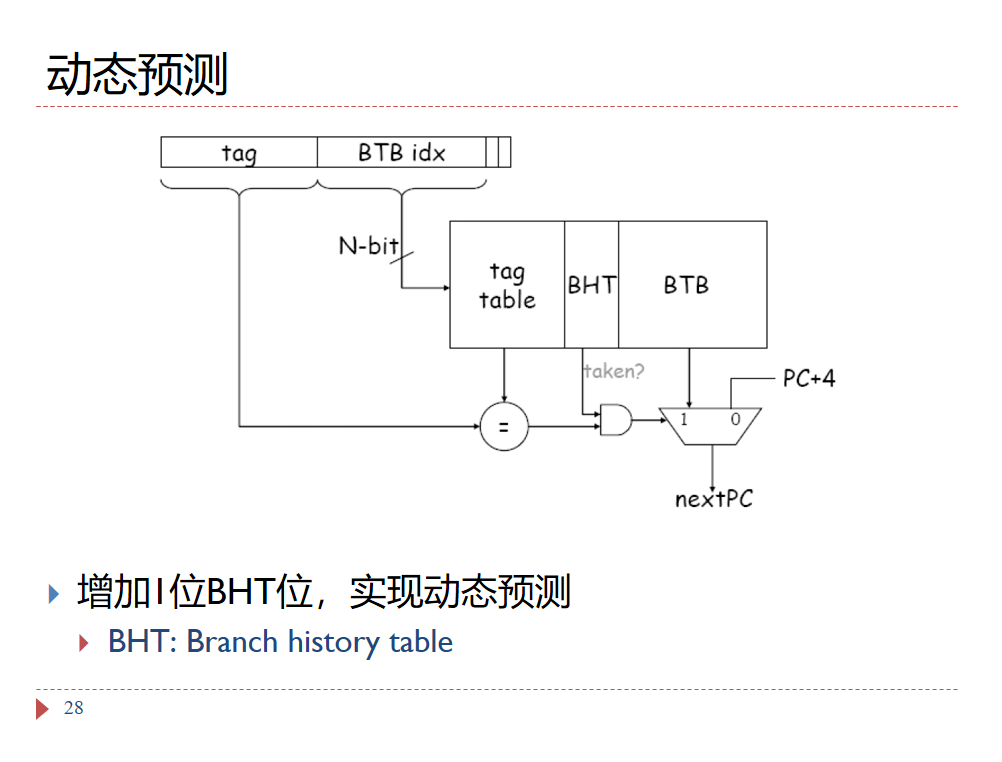 动态预测
tag
BTB idx
N-bit
tag
table
BHT
BTB
taken?
PC+4
=
1
0
nextPC
增加1位BHT位，实现动态预测
BHT: Branch history table
28